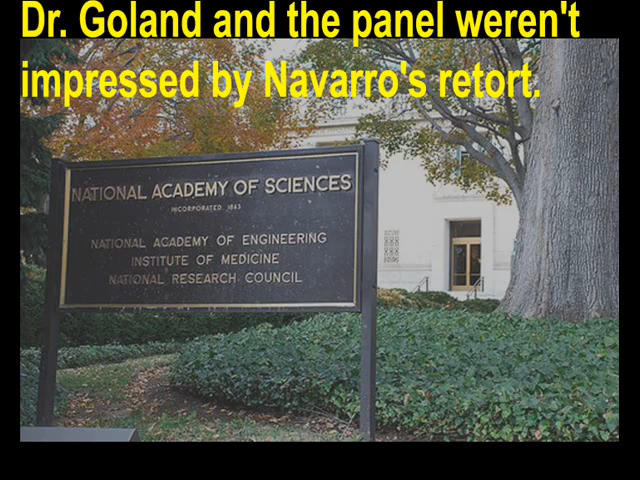 Dr. Goland and the panel weren't
impressed by Navarro's retort.
NATIONAL ACADEMY OF SCIENCES
INCORPORATED 1863
NATIONAL ACADEMY OF ENGINEERING
INSTITUTE OF MEDICINE
NATIONAL RESEARCH COUNCIL